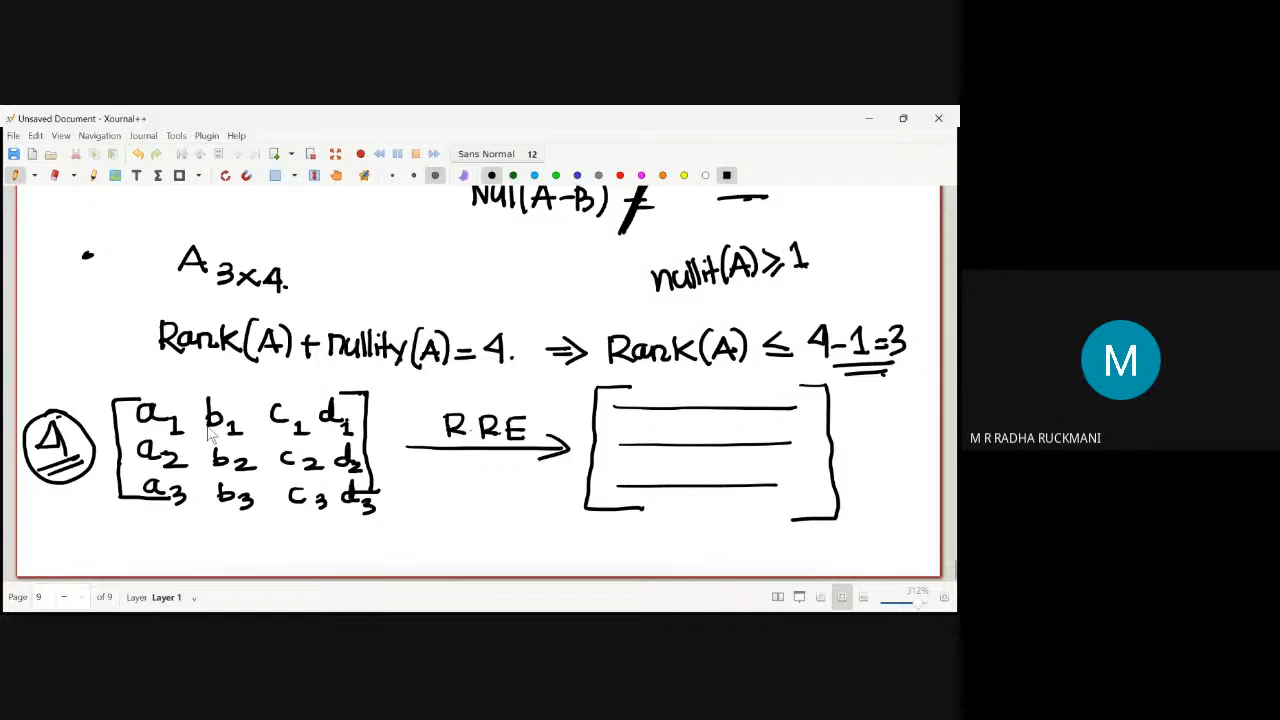 Unsaved Document - Xournal++
File Edit View Navigation Journal Tools Plugin Help
Sans Normal 12
Null(A-B) ≠
A 3×4.
nullit(A) ≥ 1
Rank(A) + nullity(A) = 4. ⇒ Rank(A) ≤ 4-1=3
a1 b1 c1 d1
a2 b2 c2 d2
a3 b3 c3 d3
R.RE
M R RADHA RUCKMANI
M
Page 9 of 9 Layer Layer 1
312%